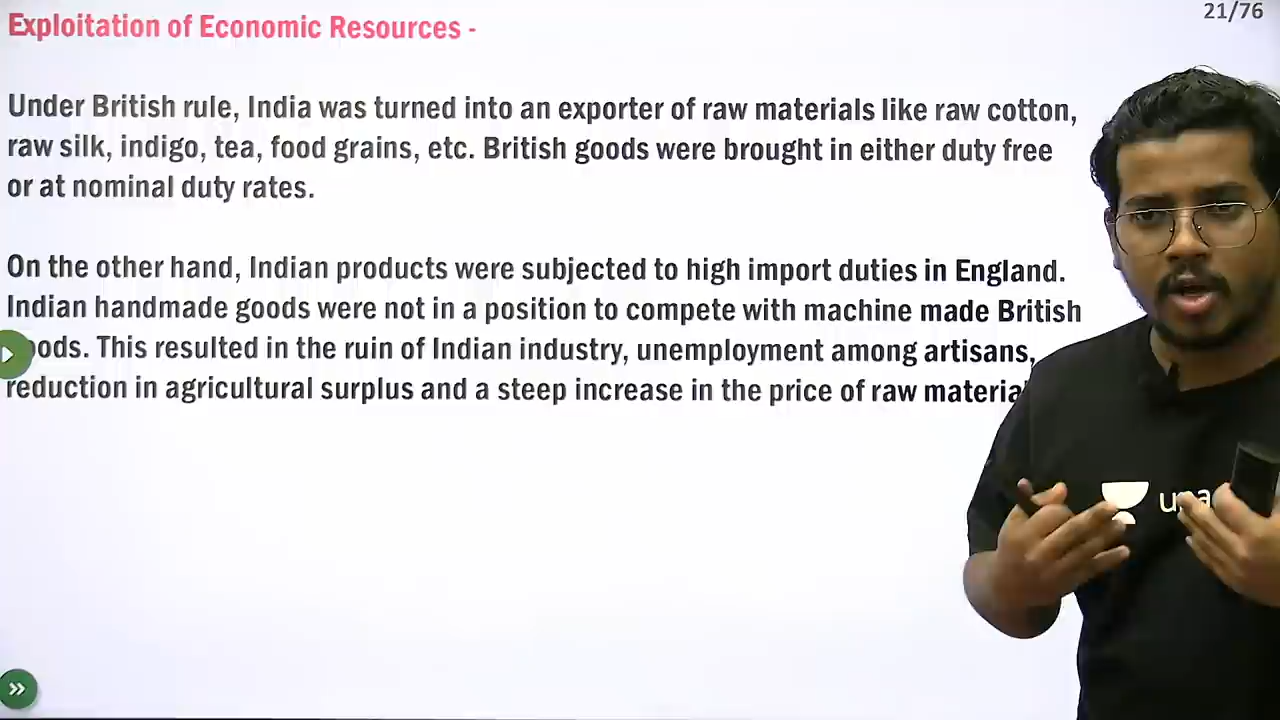 21/76
Exploitation of Economic Resources -
Under British rule, India was turned into an exporter of raw materials like raw cotton,
raw silk, indigo, tea, food grains, etc. British goods were brought in either duty free
or at nominal duty rates.
On the other hand, Indian products were subjected to high import duties in England.
Indian handmade goods were not in a position to compete with machine made British
oods. This resulted in the ruin of Indian industry, unemployment among artisans,
reduction in agricultural surplus and a steep increase in the price of raw